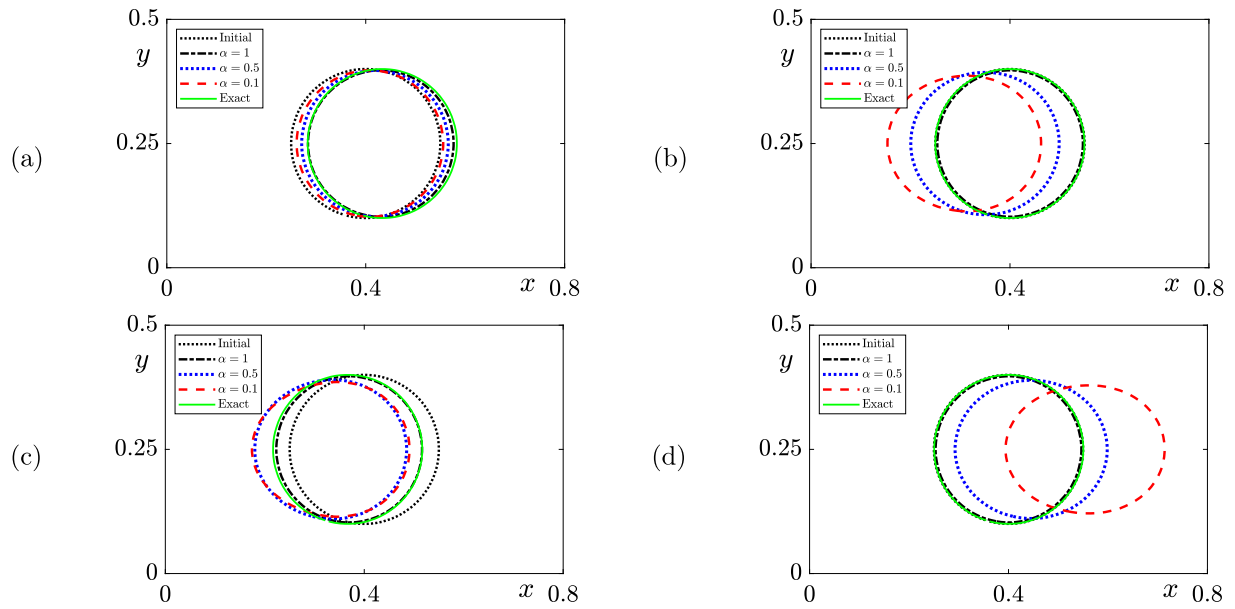 (a)
0.5
y
0.25
0
0
0.4
x
0.8
Initial
α = 1
α = 0.5
α = 0.1
Exact
(b)
0.5
y
0.25
0
0
0.4
x
0.8
Initial
α = 1
α = 0.5
α = 0.1
Exact
(c)
0.5
y
0.25
0
0
0.4
x
0.8
Initial
α = 1
α = 0.5
α = 0.1
Exact
(d)
0.5
y
0.25
0
0
0.4
x
0.8
Initial
α = 1
α = 0.5
α = 0.1
Exact